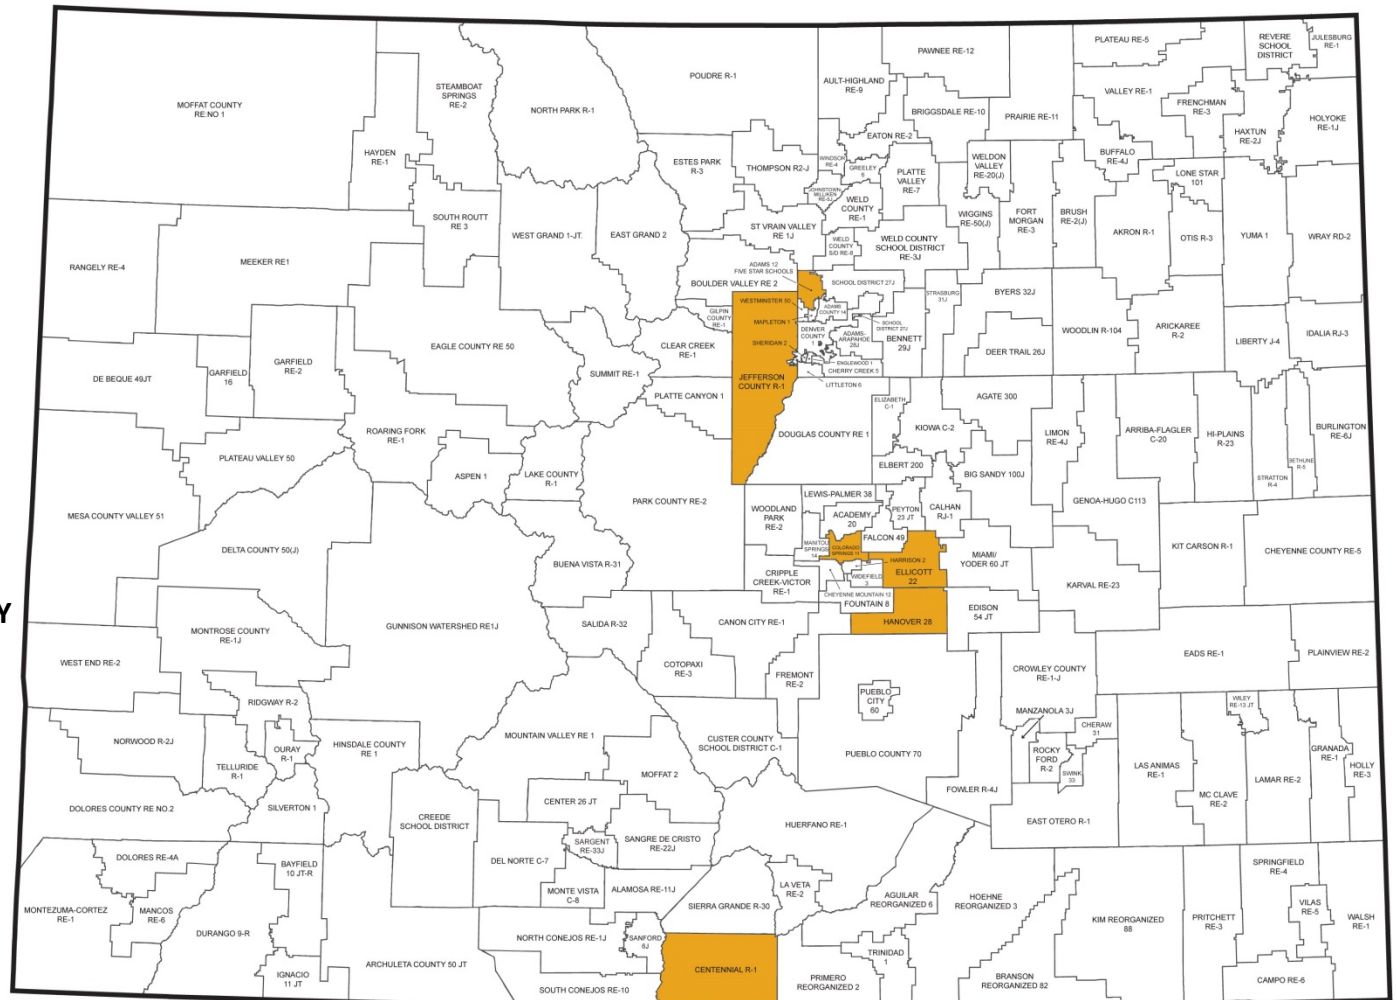 PAWNEE RE-12
PLATEAU RE-5
REVERE
SCHOOL
DISTRICT
JULESBURG
RE-1
POUDRE R-1
AULT-HIGHLAND
RE-9
STEAMBOAT
SPRINGS
RE-2
MOFFAT COUNTY
RE:NO 1
NORTH PARK R-1
BRIGGSDALE RE-10
PRAIRIE RE-11
VALLEY RE-1
FRENCHMAN
RE-3
HOLYOKE
RE-1J
HAXTUN
RE-2J
EATON RE-2
HAYDEN
RE-1
ESTES PARK
R-3
THOMPSON R2-J
WINDSOR
RE-4
GREELEY
6
PLATTE
VALLEY
RE-7
WELDON
VALLEY
RE-20(J)
BUFFALO
RE-4J
LONE STAR
101
JOHNSTOWN-
MILLIKEN
RE-5J
WELD
COUNTY
RE-1
SOUTH ROUTT
RE 3
WEST GRAND 1-JT.
EAST GRAND 2
ST VRAIN VALLEY
RE 1J
WIGGINS
RE-50(J)
FORT
MORGAN
RE-3
BRUSH
RE-2(J)
AKRON R-1
OTIS R-3
YUMA 1
WRAY RD-2
WELD
COUNTY
S/D RE-8
WELD COUNTY
SCHOOL DISTRICT
RE-3J
RANGELY RE-4
MEEKER RE1
ADAMS 12
FIVE STAR SCHOOLS
BOULDER VALLEY RE 2
SCHOOL DISTRICT 27J
STRASBURG
31J
BYERS 32J
WESTMINSTER 50
ADAMS
COUNTY 14
GILPIN
COUNTY
RE-1
MAPLETON 1
SCHOOL
DISTRICT 27J
DENVER
COUNTY
1
ADAMS-
ARAPAHOE
28J
BENNETT
29J
WOODLIN R-104
ARICKAREE
R-2
LIBERTY J-4
IDALIA RJ-3
EAGLE COUNTY RE 50
CLEAR CREEK
RE-1
SHERIDAN 2
DEER TRAIL 26J
ENGLEWOOD 1
CHERRY CREEK 5
LITTLETON 6
GARFIELD
RE-2
GARFIELD
16
DE BEQUE 49JT
SUMMIT RE-1
JEFFERSON
COUNTY R-1
PLATTE CANYON 1
ELIZABETH
C-1
AGATE 300
ROARING FORK
RE-1
DOUGLAS COUNTY RE 1
KIOWA C-2
LIMON
RE-4J
ARRIBA-FLAGLER
C-20
HI-PLAINS
R-23
BURLINGTON
RE-6J
PLATEAU VALLEY 50
ASPEN 1
LAKE COUNTY
R-1
ELBERT 200
BIG SANDY 100J
STRATTON
R-4
BETHUNE
R-5
MESA COUNTY VALLEY 51
PARK COUNTY RE-2
LEWIS-PALMER 38
WOODLAND
PARK
RE-2
ACADEMY
20
PEYTON
23 JT
CALHAN
RJ-1
GENOA-HUGO C113
DELTA COUNTY 50(J)
FALCON 49
MANITOU
SPRINGS
14
COLORADO
SPRINGS 11
KIT CARSON R-1
CHEYENNE COUNTY RE-5
BUENA VISTA R-31
HARRISON 2
MIAMI/
YODER 60 JT
CRIPPLE
CREEK-VICTOR
RE-1
WIDEFIELD
3
ELLICOTT
22
KARVAL RE-23
CHEYENNE MOUNTAIN 12
FOUNTAIN 8
Y
MONTROSE COUNTY
RE-1J
GUNNISON WATERSHED RE1J
SALIDA R-32
CANON CITY RE-1
HANOVER 28
EDISON
54 JT
WEST END RE-2
COTOPAXI
RE-3
FREMONT
RE-2
CROWLEY COUNTY
RE-1-J
EADS RE-1
PLAINVIEW RE-2
RIDGWAY R-2
PUEBLO
CITY
60
MANZANOLA 3J
WILEY
RE-13 JT
NORWOOD R-2J
OURAY
R-1
HINSDALE COUNTY
RE 1
MOUNTAIN VALLEY RE 1
CUSTER COUNTY
SCHOOL DISTRICT C-1
PUEBLO COUNTY 70
CHERAW
31
ROCKY
FORD
R-2
SWINK
33
GRANADA
RE-1
HOLLY
RE-3
TELLURIDE
R-1
MOFFAT 2
LAS ANIMAS
RE-1
LAMAR RE-2
DOLORES COUNTY RE NO.2
SILVERTON 1
CENTER 26 JT
FOWLER R-4J
MC CLAVE
RE-2
CREEDE
SCHOOL DISTRICT
HUERFANO RE-1
EAST OTERO R-1
SARGENT
RE-33J
SANGRE DE CRISTO
RE-22J
DOLORES RE-4A
BAYFIELD
10 JT-R
DEL NORTE C-7
SPRINGFIELD
RE-4
MONTE VISTA
C-8
ALAMOSA RE-11J
LA VETA
RE-2
AGUILAR
REORGANIZED 6
HOEHNE
REORGANIZED 3
MONTEZUMA-CORTEZ
RE-1
MANCOS
RE-6
SIERRA GRANDE R-30
KIM REORGANIZED
88
PRITCHETT
RE-3
VILAS
RE-5
WALSH
RE-1
DURANGO 9-R
NORTH CONEJOS RE-1J
SANFORD
6J
TRINIDAD
1
ARCHULETA COUNTY 50 JT
CENTENNIAL R-1
IGNACIO
11 JT
SOUTH CONEJOS RE-10
PRIMERO
REORGANIZED 2
BRANSON
REORGANIZED 82
CAMPO RE-6